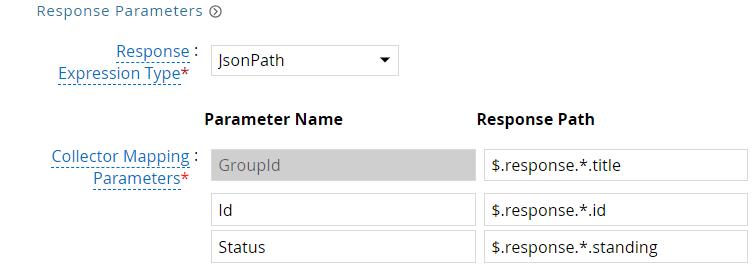 Response Parameters
Response :
Expression Type*
JsonPath
Parameter Name Response Path
Collector Mapping :
Parameters*
GroupId $.response.*.title
Id $.response.*.id
Status $.response.*.standing